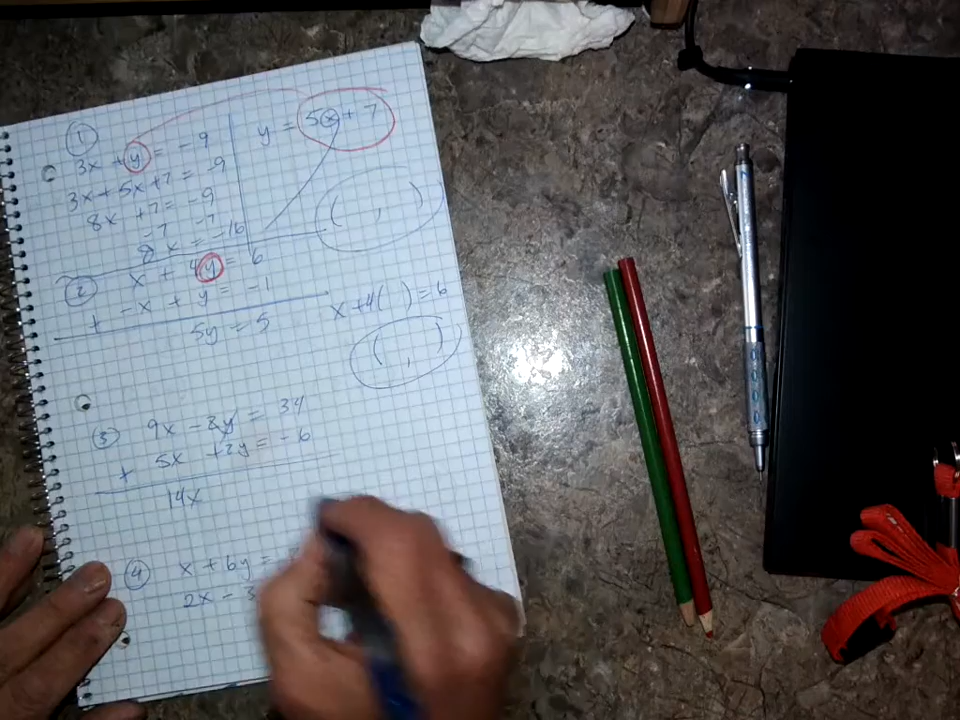 ①
3x + y = -9
y = 5x + 7
3x + 5x + 7 = -9
8x + 7 = -9
-7 -7
8x = -16
( , )
②
x + 4y = 6
-x + y = -1
+
5y = 5
x + 4( ) = 6
( , )
③
9x - 2y = 34
+ 5x + 2y = -6
14x
④
x + 6y =
2x - 3